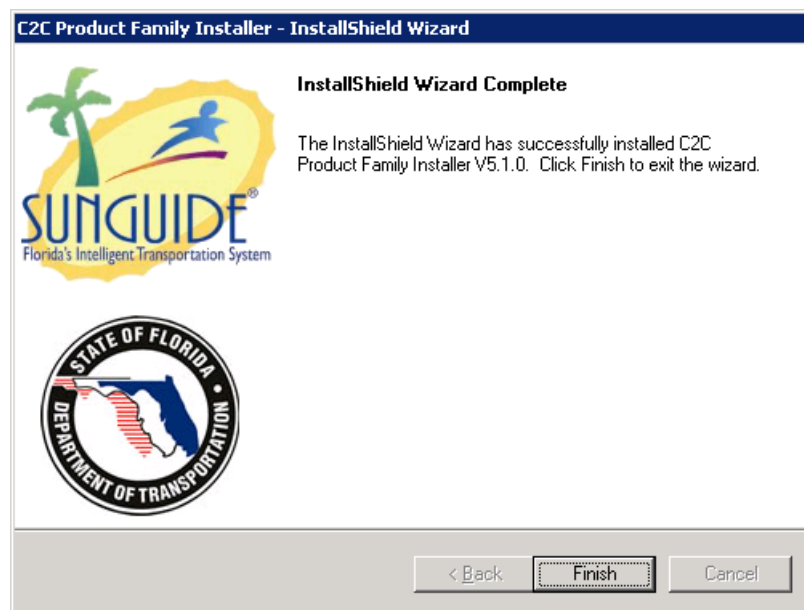 C2C Product Family Installer - InstallShield Wizard
InstallShield Wizard Complete
The InstallShield Wizard has successfully installed C2C
Product Family Installer V5.1.0. Click Finish to exit the wizard.
SUNGUIDE®
Florida's Intelligent Transportation System
STATE OF FLORIDA
DEPARTMENT OF TRANSPORTATION
< Back
Finish
Cancel